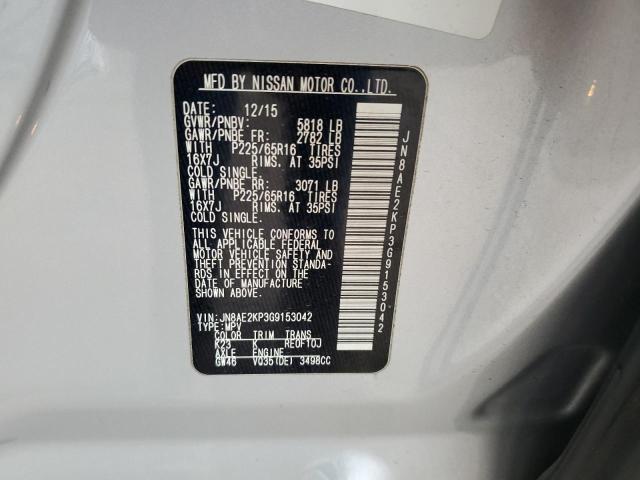 MFD BY NISSAN MOTOR CO.,LTD.
DATE: 12/15
GVWR/PNBV: 5818 LB
GAWR/PNBE FR: 2782 LB
WITH P225/65R16 TIRES
16X7J RIMS. AT 35PSI
COLD SINGLE.
GAWR/PNBE RR: 3071 LB
WITH P225/65R16 TIRES
16X7J RIMS. AT 35PSI
COLD SINGLE.
THIS VEHICLE CONFORMS TO
ALL APPLICABLE FEDERAL
MOTOR VEHICLE SAFETY AND
THEFT PREVENTION STANDA-
RDS IN EFFECT ON THE
DATE OF MANUFACTURE
SHOWN ABOVE.
VIN: JN8AE2KP3G9153042
TYPE: MPV
COLOR TRIM TRANS
K23 K RE0F10J
AXLE ENGINE
GW46 VQ35(DE) 3498CC
JN8AE2KP3G9153042